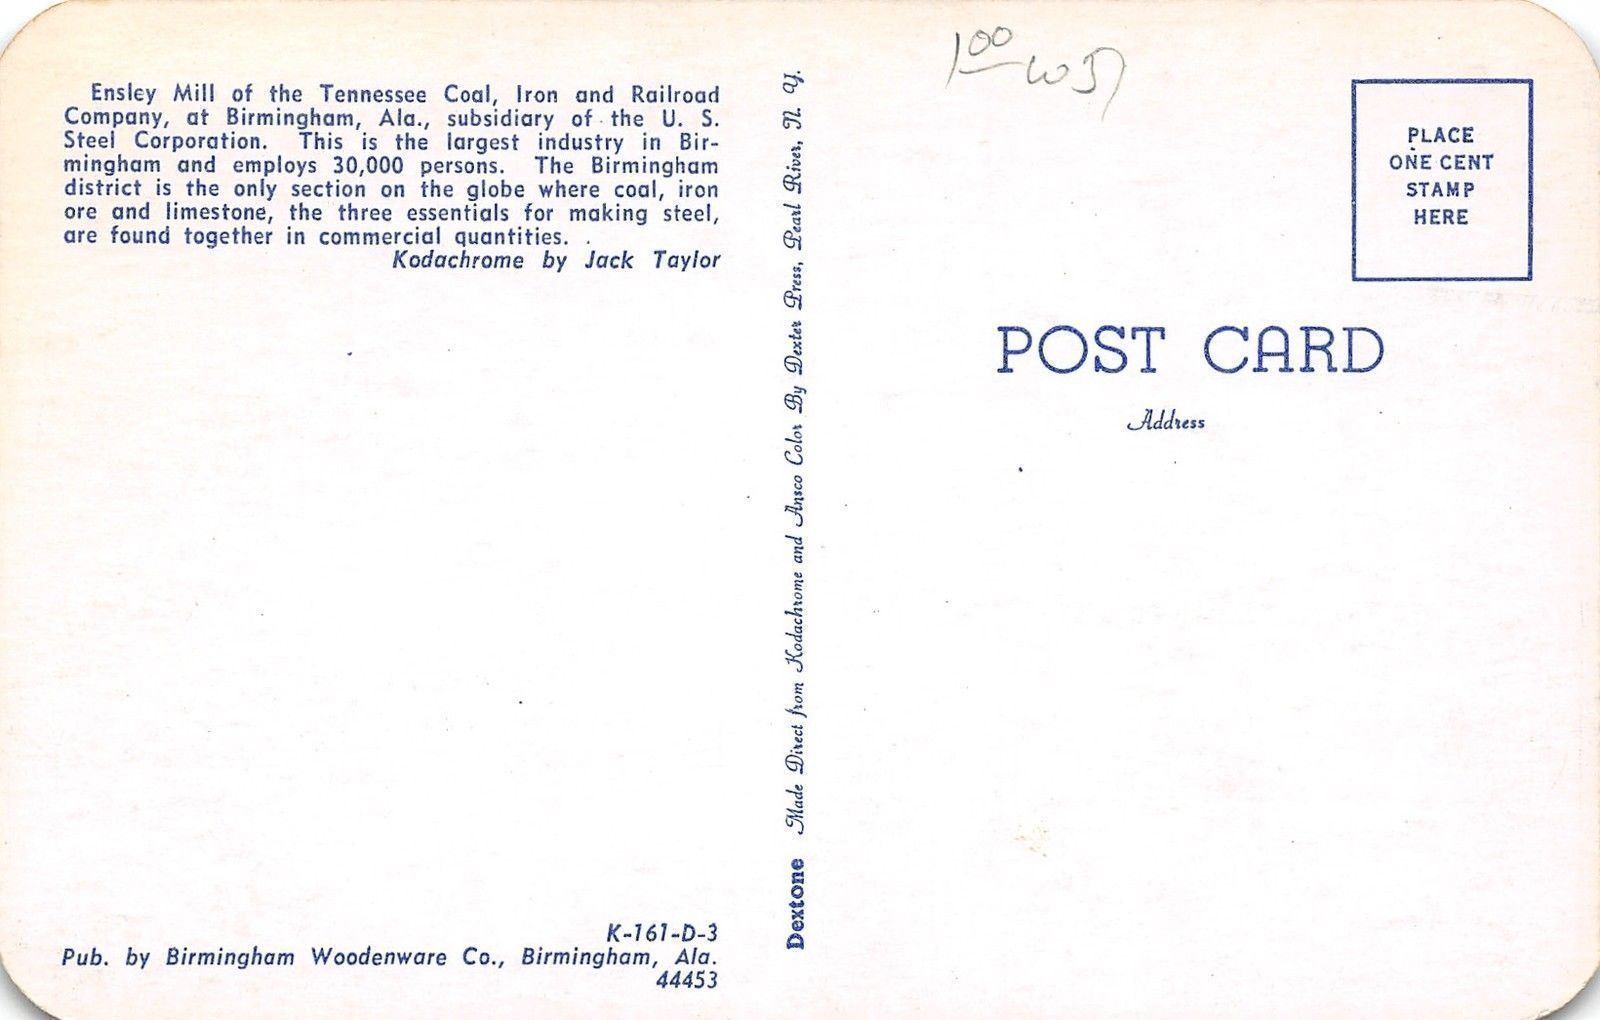 Ensley Mill of the Tennessee Coal, Iron and Railroad
Company, at Birmingham, Ala., subsidiary of the U. S.
Steel Corporation. This is the largest industry in Bir-
mingham and employs 30,000 persons. The Birmingham
district is the only section on the globe where coal, iron
ore and limestone, the three essentials for making steel,
are found together in commercial quantities. .
Kodachrome by Jack Taylor
K-161-D-3
Pub. by Birmingham Woodenware Co., Birmingham, Ala.
44453
Dextone Made Direct from Kodachrome and Ansco Color By Dexter Press, Pearl River, N. Y.
1 00
PLACE
ONE CENT
STAMP
HERE
POST CARD
Address